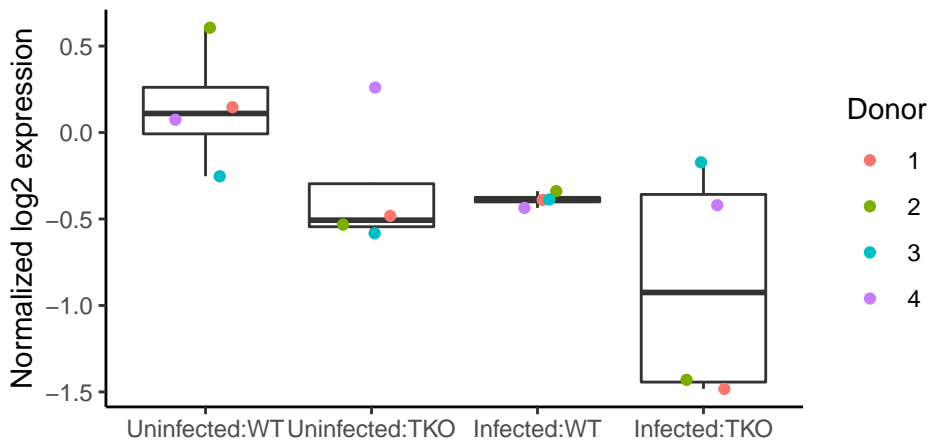 Normalized log2 expression
0.5
0.0
−0.5
−1.0
−1.5
Uninfected:WT
Uninfected:TKO
Infected:WT
Infected:TKO
Donor
1
2
3
4